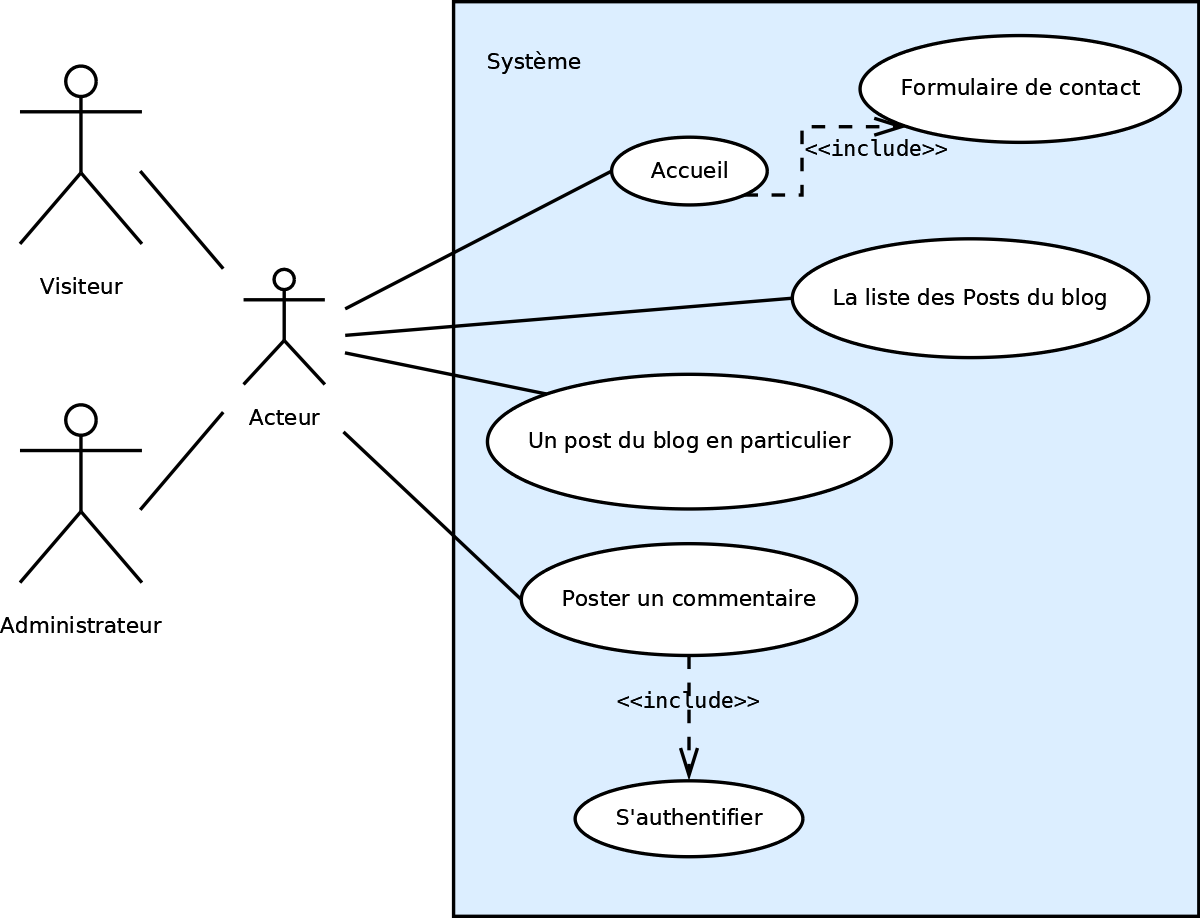 Système
Formulaire de contact
<<include>>
Accueil
Visiteur
La liste des Posts du blog
Acteur
Un post du blog en particulier
Administrateur
Poster un commentaire
<<include>>
S'authentifier